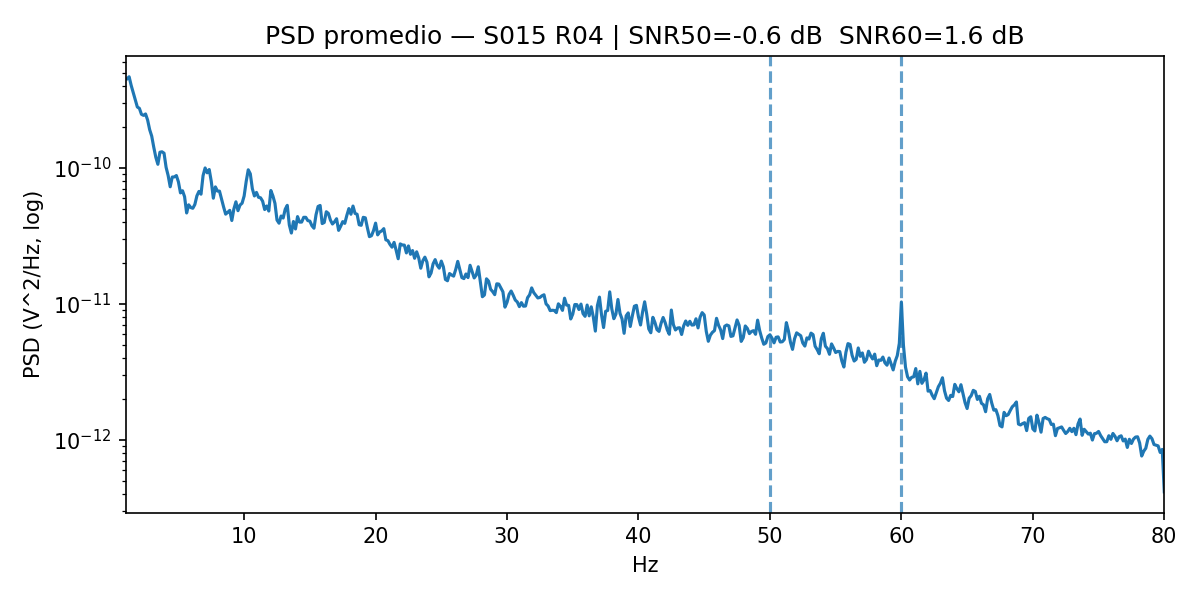 PSD promedio — S015 R04 | SNR50=-0.6 dB  SNR60=1.6 dB
PSD (V^2/Hz, log)
10⁻¹⁰
10⁻¹¹
10⁻¹²
10 20 30 40 50 60 70 80
Hz